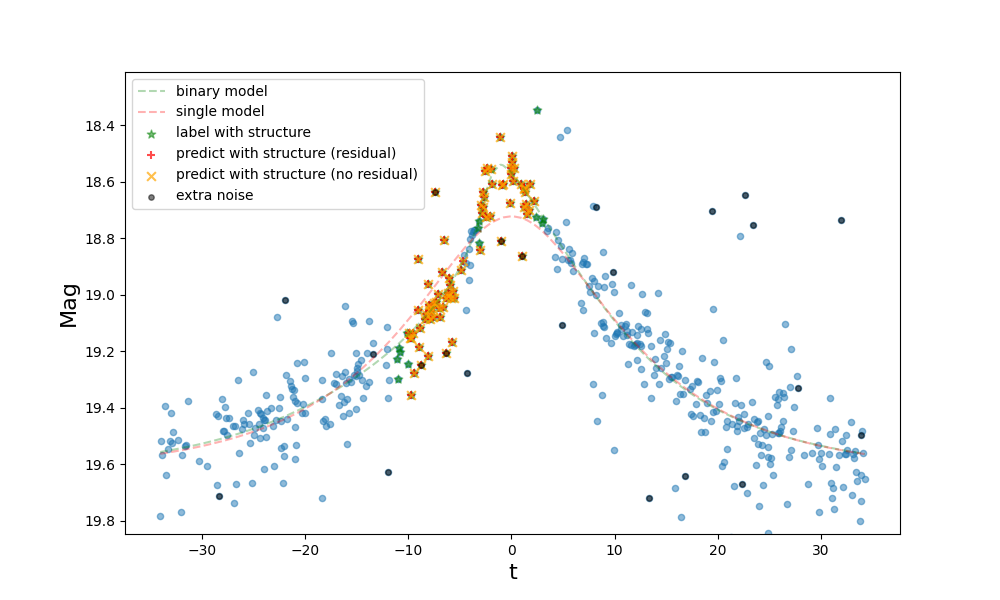 binary model
single model
label with structure
predict with structure (residual)
predict with structure (no residual)
extra noise
Mag
18.4
18.6
18.8
19.0
19.2
19.4
19.6
19.8
−30
−20
−10
0
10
20
30
t